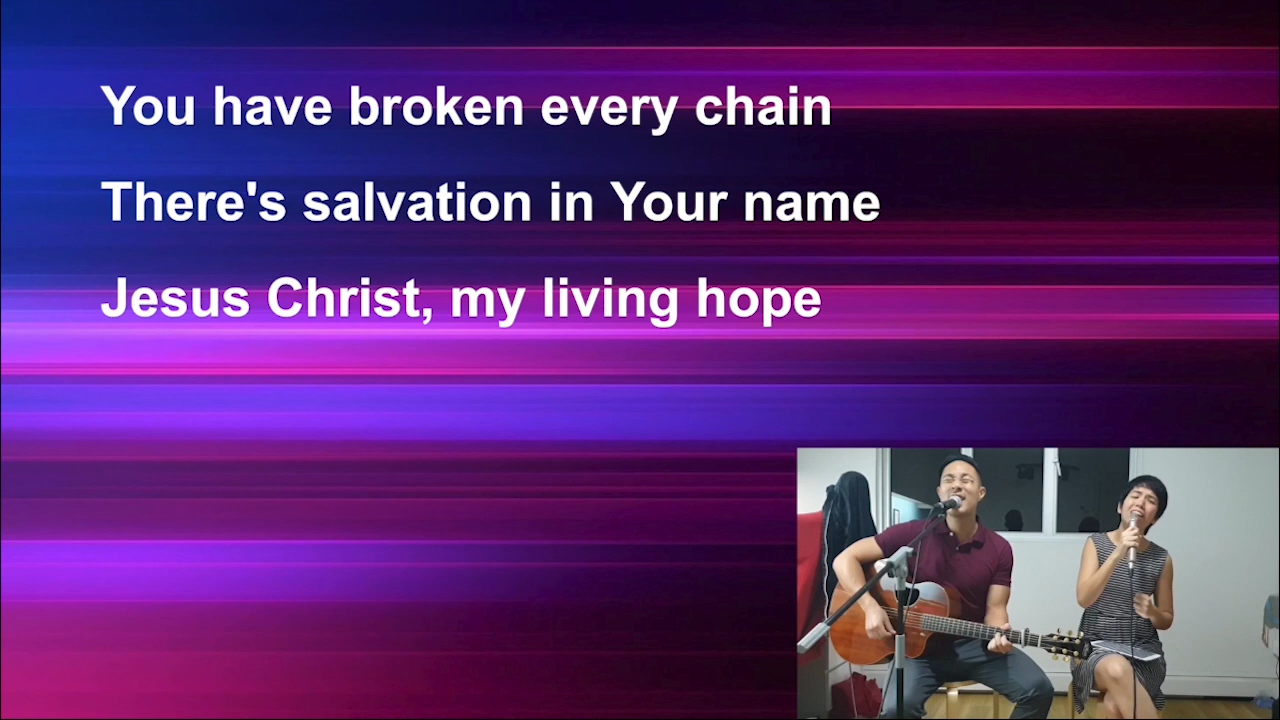 You have broken every chain
There's salvation in Your name
Jesus Christ, my living hope